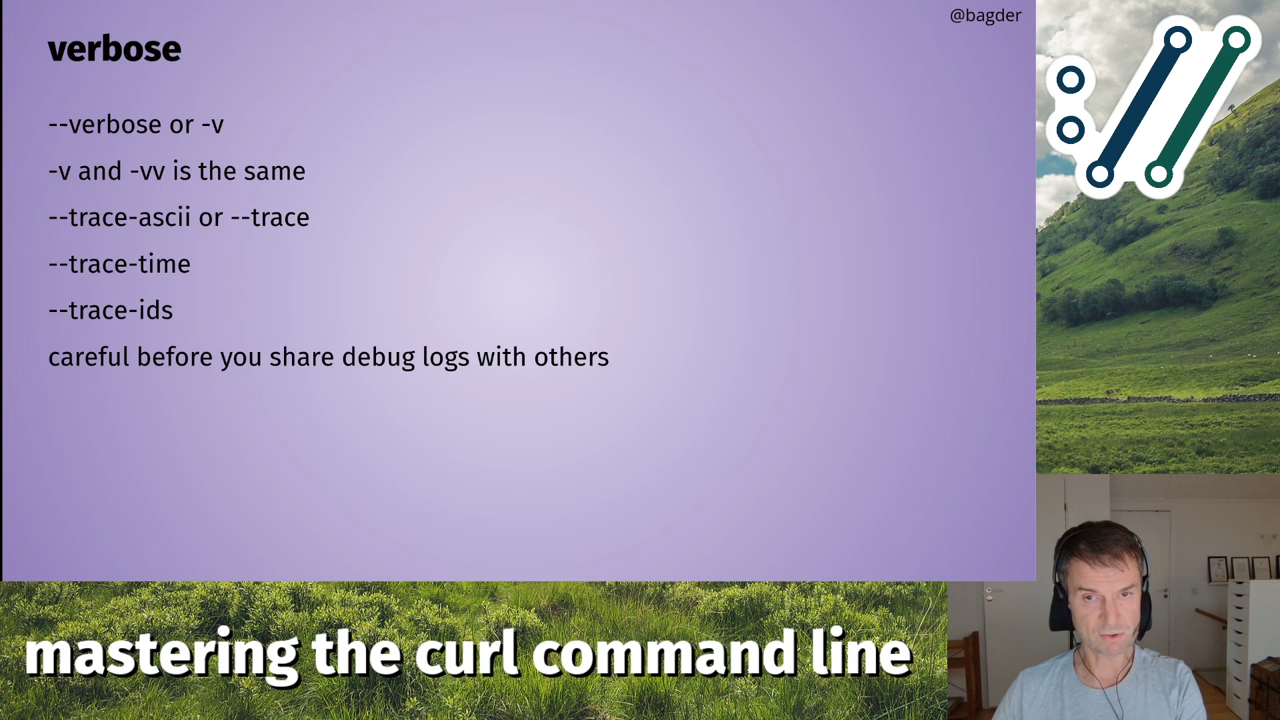 @bagder
verbose
--verbose or -v
-v and -vv is the same
--trace-ascii or --trace
--trace-time
--trace-ids
careful before you share debug logs with others
mastering the curl command line